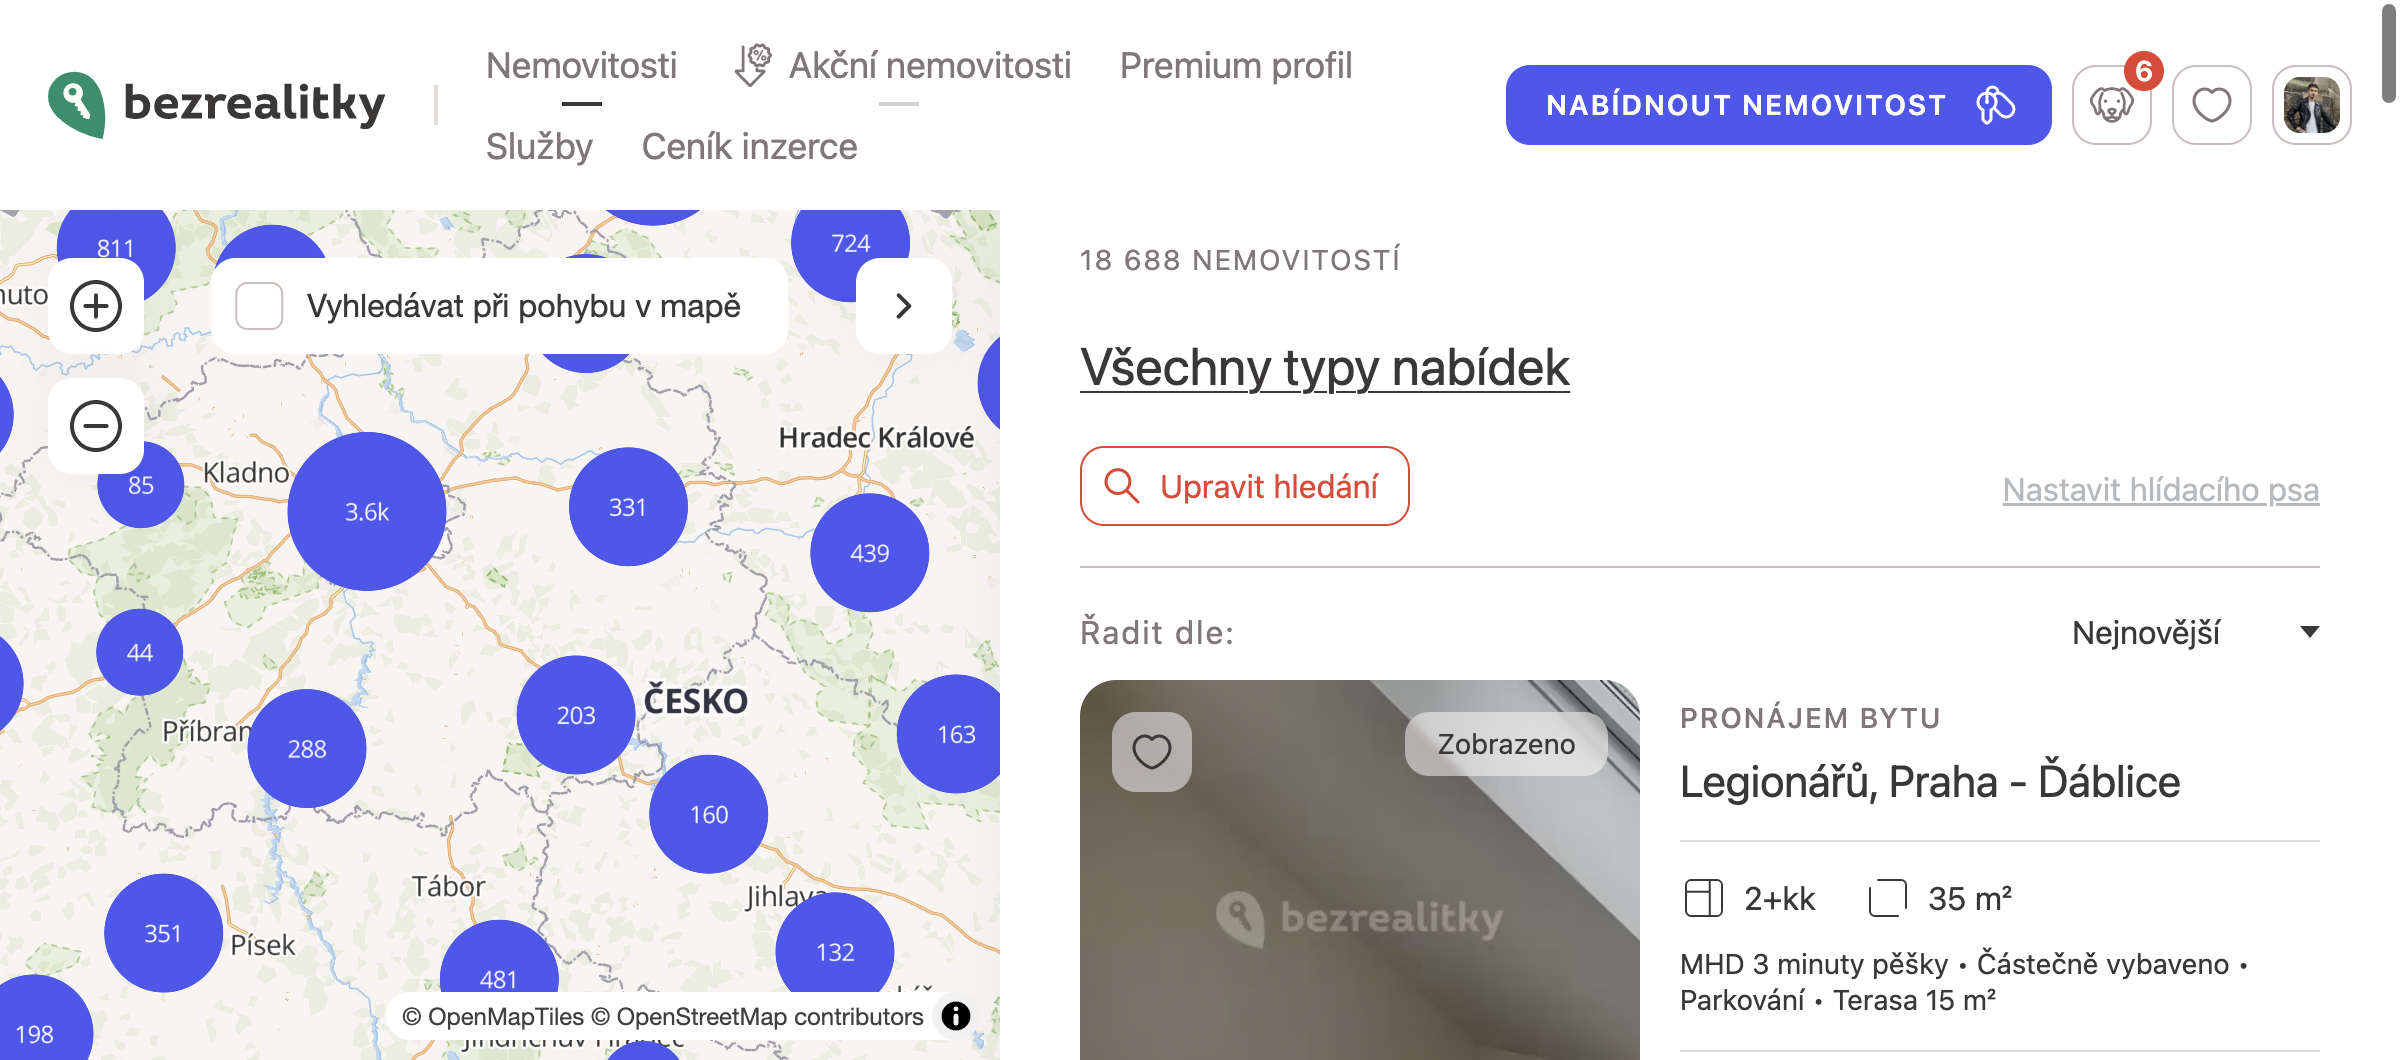 bezrealitky
Nemovitosti
Akční nemovitosti
Premium profil
Služby
Ceník inzerce
NABÍDNOUT NEMOVITOST
6
811
724
Vyhledávat při pohybu v mapě
Hradec Králové
Kladno
85
3.6k
331
439
44
ČESKO
203
Příbram
288
163
160
Tábor
Jihlava
351
Písek
132
481
198
© OpenMapTiles © OpenStreetMap contributors
18 688 NEMOVITOSTÍ
Všechny typy nabídek
Upravit hledání
Nastavit hlídacího psa
Řadit dle:
Nejnovější
Zobrazeno
bezrealitky
PRONÁJEM BYTU
Legionářů, Praha - Ďáblice
2+kk
35 m²
MHD 3 minuty pěšky • Částečně vybaveno •
Parkování • Terasa 15 m²